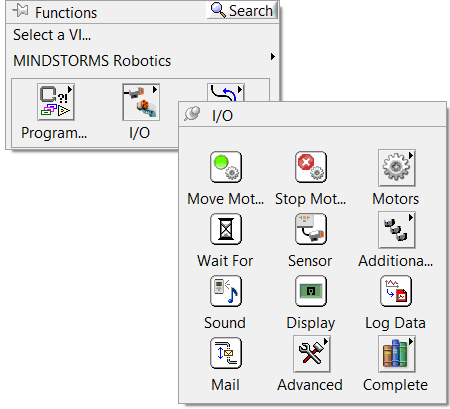 Functions
Search
Select a VI...
MINDSTORMS Robotics
?!
Program...
I/O
I/O
Move Mot...
Stop Mot...
Motors
Wait For
Sensor
Additiona...
Sound
Display
Log Data
Mail
Advanced
Complete